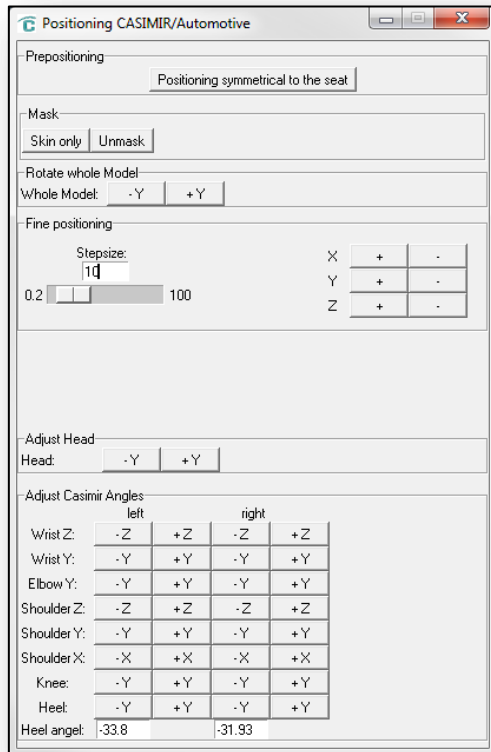 Positioning CASIMIR/Automotive
Prepositioning
Positioning symmetrical to the seat
Mask
Skin only Unmask
Rotate whole Model
Whole Model: - Y + Y
Fine positioning
Stepsize:
10
0.2 100
X + -
Y + -
Z + -
Adjust Head
Head: - Y + Y
Adjust Casimir Angles
left right
Wrist Z: - Z + Z - Z + Z
Wrist Y: - Y + Y - Y + Y
Elbow Y: - Y + Y - Y + Y
Shoulder Z: - Z + Z - Z + Z
Shoulder Y: - Y + Y - Y + Y
Shoulder X: - X + X - X + X
Knee: - Y + Y - Y + Y
Heel: - Y + Y - Y + Y
Heel angel: -33.8 -31.93